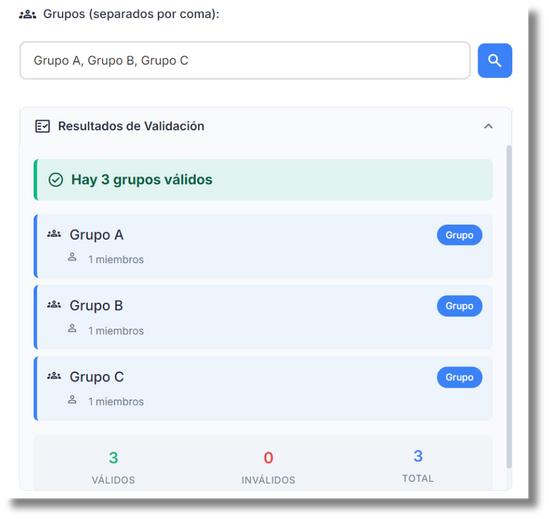 Grupos (separados por coma):
Grupo A, Grupo B, Grupo C
Resultados de Validación
Hay 3 grupos válidos
Grupo A
Grupo
1 miembros
Grupo B
Grupo
1 miembros
Grupo C
Grupo
1 miembros
3 0 3
VÁLIDOS INVÁLIDOS TOTAL